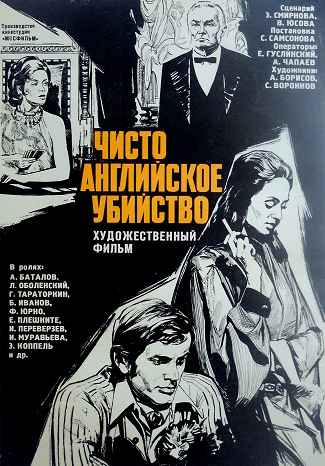 Производство
киностудии
«МОСФИЛЬМ»
Сценарий
Э. СМИРНОВА,
В. ЮСОВА
Постановка
С. САМСОНОВА
Операторы:
Е. ГУСЛИНСКИЙ,
А. ЧАПАЕВ
Художники:
А. БОРИСОВ,
С. ВОРОНКОВ
ЧИСТО
АНГЛИЙСКОЕ
УБИЙСТВО
ХУДОЖЕСТВЕННЫЙ
ФИЛЬМ
В ролях:
А. БАТАЛОВ,
Л. ОБОЛЕНСКИЙ,
Г. ТАРАТОРКИН,
Б. ИВАНОВ,
Ф. ЮРНО,
Е. ПЛЕШКИТЕ,
И. ПЕРЕВЕРЗЕВ,
И. МУРАВЬЕВА,
Э. КОППЕЛЬ
и др.